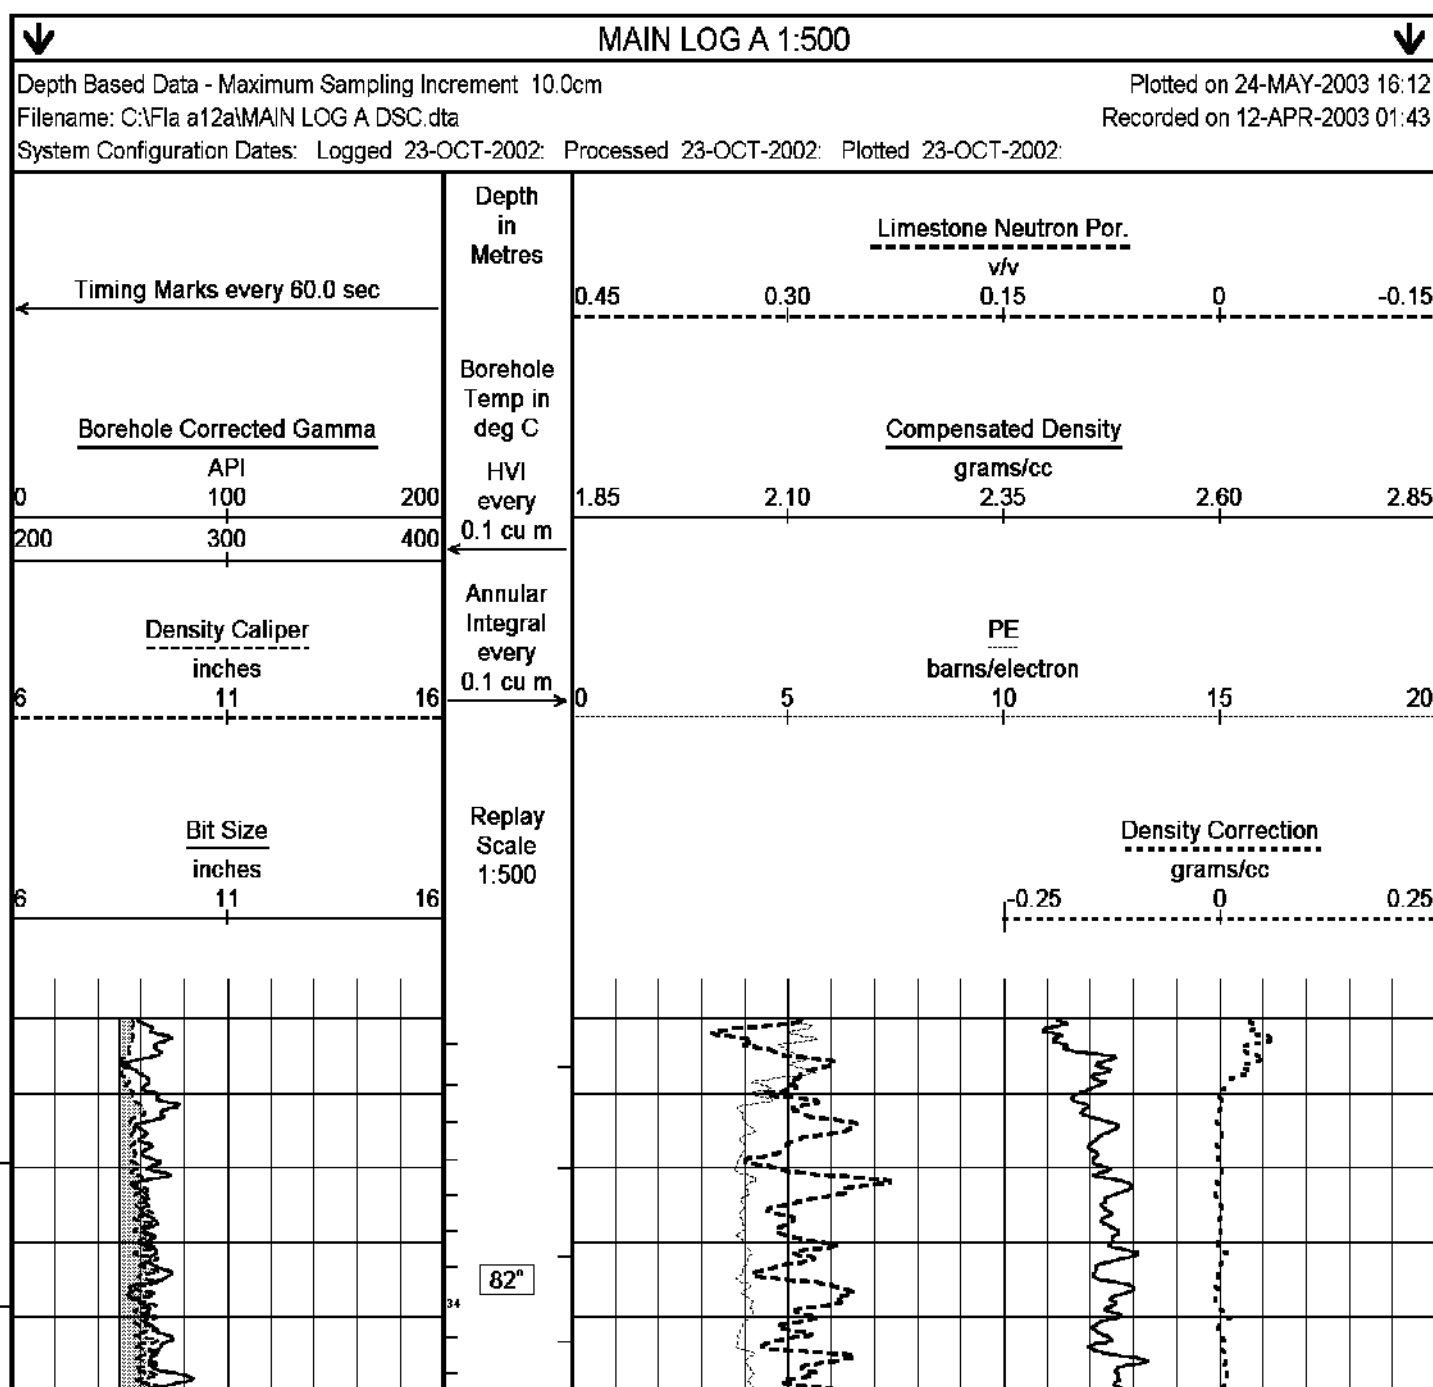 MAIN LOG A 1:500
Depth Based Data - Maximum Sampling Increment 10.0cm
Plotted on 24-MAY-2003 16:12
Filename: C:\Fla a12a\MAIN LOG A DSC.dta
Recorded on 12-APR-2003 01:43
System Configuration Dates: Logged 23-OCT-2002: Processed 23-OCT-2002: Plotted 23-OCT-2002:
Timing Marks every 60.0 sec
Borehole Corrected Gamma
API
0 100 200
200 300 400
Density Caliper
inches
6 11 16
Bit Size
inches
6 11 16
Depth
in
Metres
Borehole
Temp in
deg C
HVI
every
0.1 cu m
Annular
Integral
every
0.1 cu m
Replay
Scale
1:500
Limestone Neutron Por.
v/v
0.45 0.30 0.15 0 -0.15
Compensated Density
grams/cc
1.85 2.10 2.35 2.60 2.85
PE
barns/electron
0 5 10 15 20
Density Correction
grams/cc
-0.25 0 0.25
82°
34